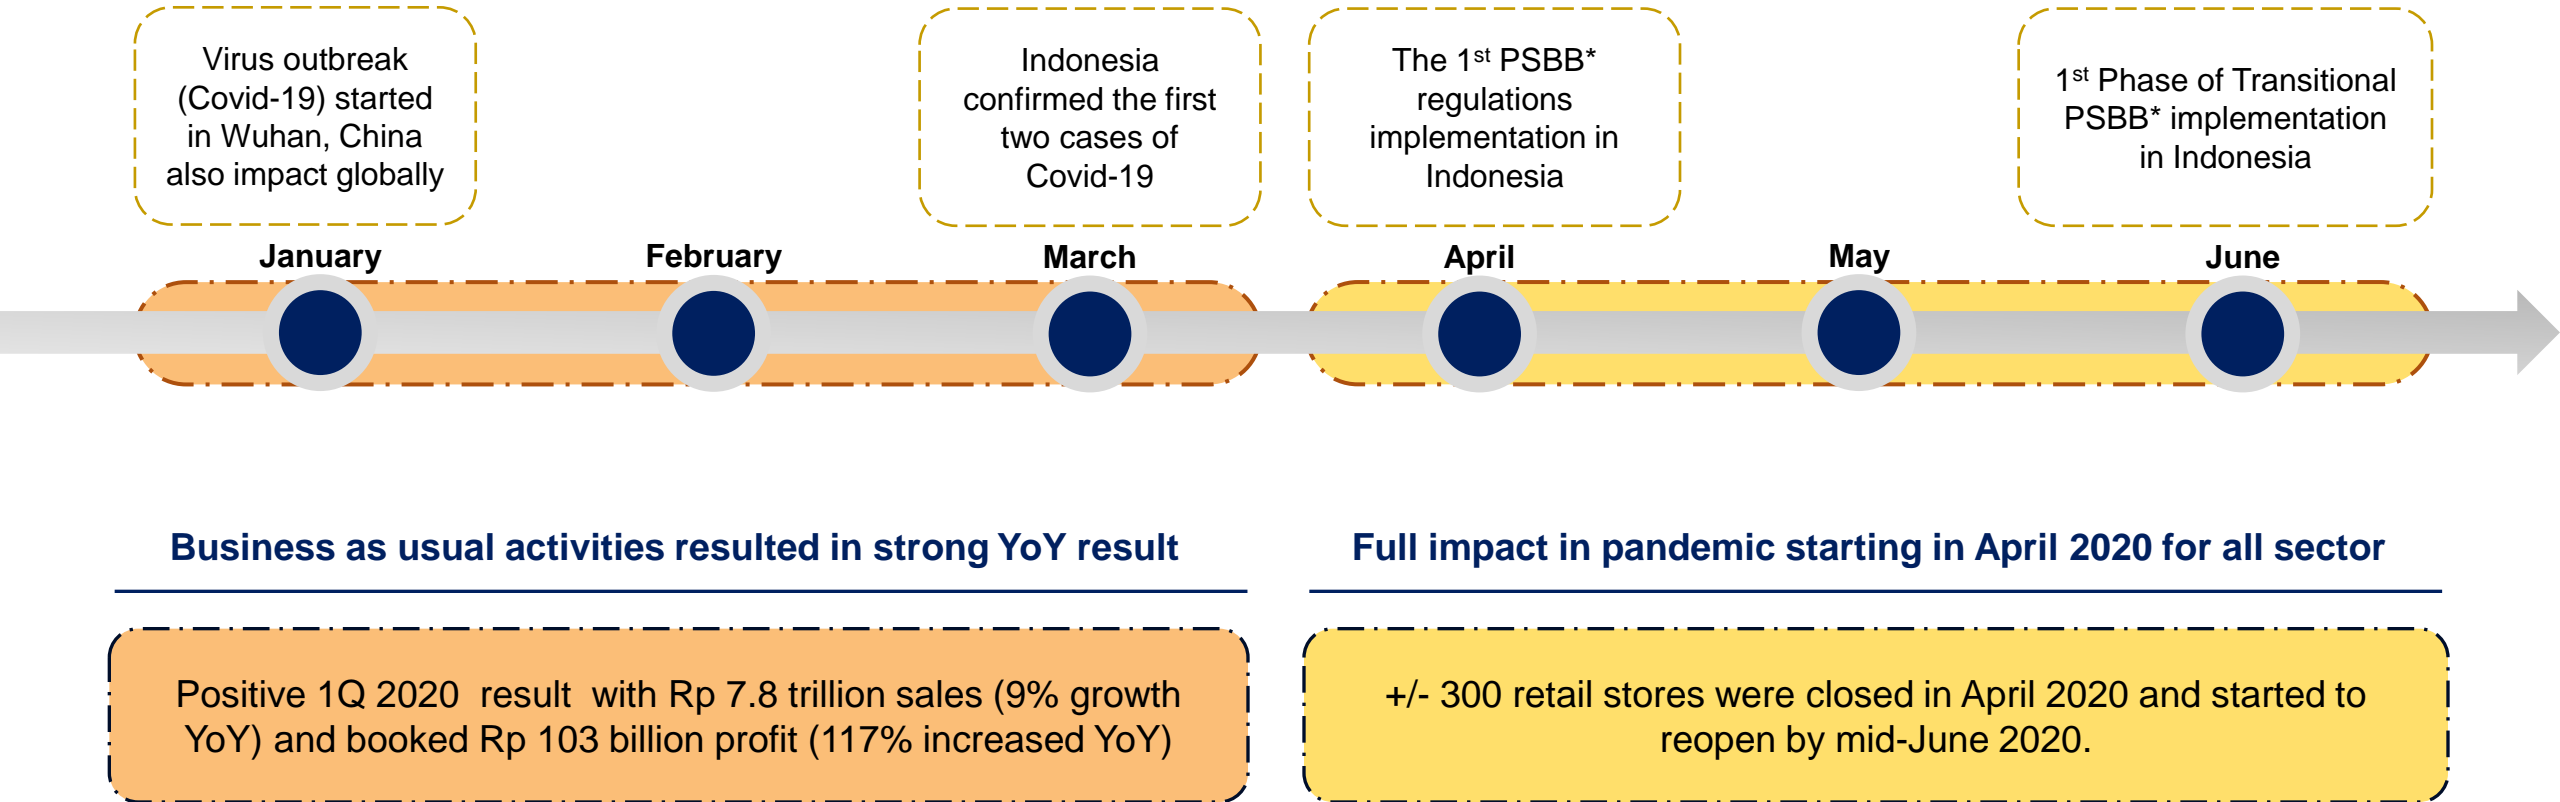 Virus outbreak
(Covid-19) started
in Wuhan, China
also impact globally
Indonesia
confirmed the first
two cases of
Covid-19
The 1st PSBB*
regulations
implementation in
Indonesia
1st Phase of Transitional
PSBB* implementation
in Indonesia
January
February
March
April
May
June
Business as usual activities resulted in strong YoY result
Full impact in pandemic starting in April 2020 for all sector
Positive 1Q 2020 result with Rp 7.8 trillion sales (9% growth
YoY) and booked Rp 103 billion profit (117% increased YoY)
+/- 300 retail stores were closed in April 2020 and started to
reopen by mid-June 2020.